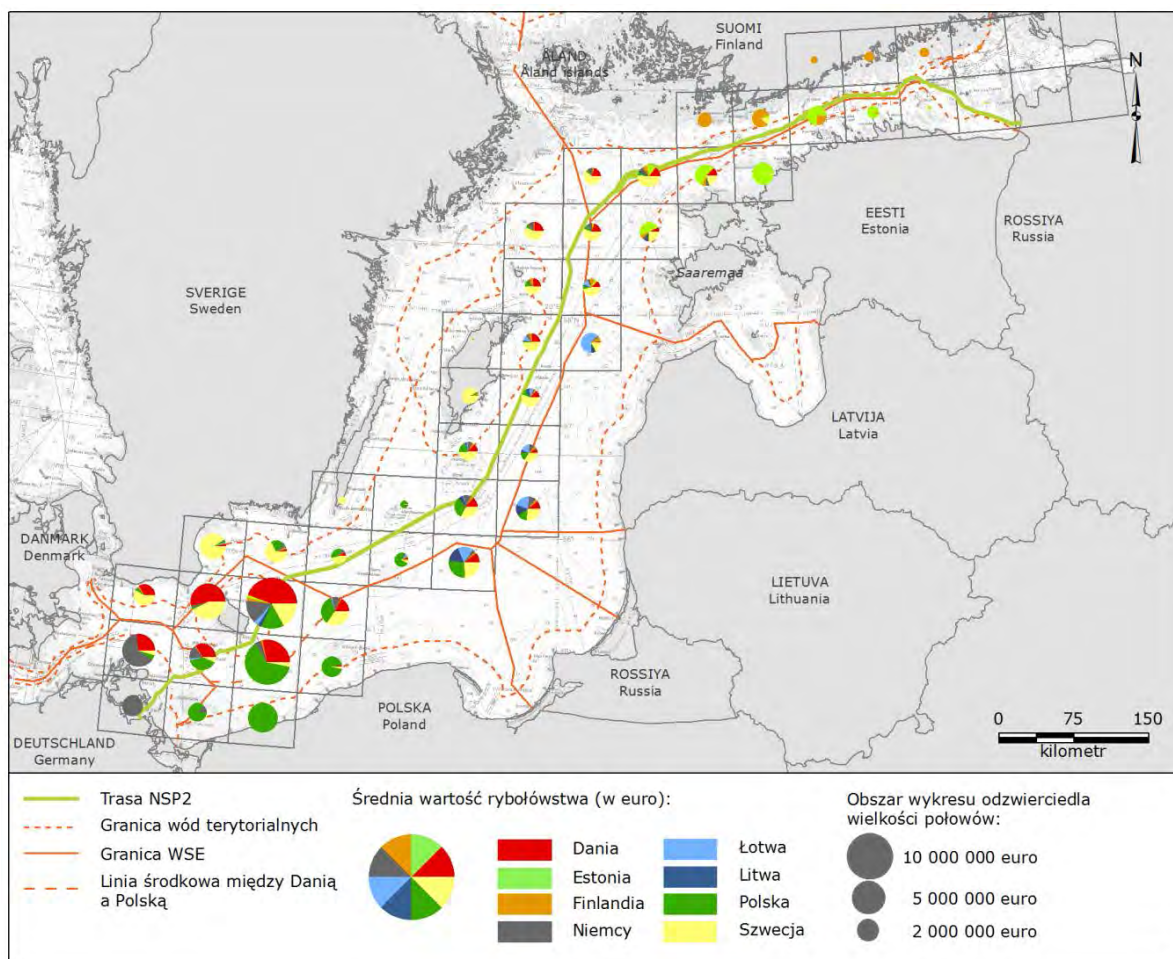 SUOMI
Finland
ÅLAND
Åland islands
N
EESTI
Estonia
ROSSIYA
Russia
Saaremaa
SVERIGE
Sweden
LATVIJA
Latvia
DANMARK
Denmark
LIETUVA
Lithuania
ROSSIYA
Russia
POLSKA
Poland
DEUTSCHLAND
Germany
0 75 150
kilometr
Trasa NSP2
Granica wód terytorialnych
Granica WSE
Linia środkowa między Danią
a Polską
Średnia wartość rybołówstwa (w euro):
Dania
Estonia
Finlandia
Niemcy
Łotwa
Litwa
Polska
Szwecja
Obszar wykresu odzwierciedla
wielkości połowów:
10 000 000 euro
5 000 000 euro
2 000 000 euro